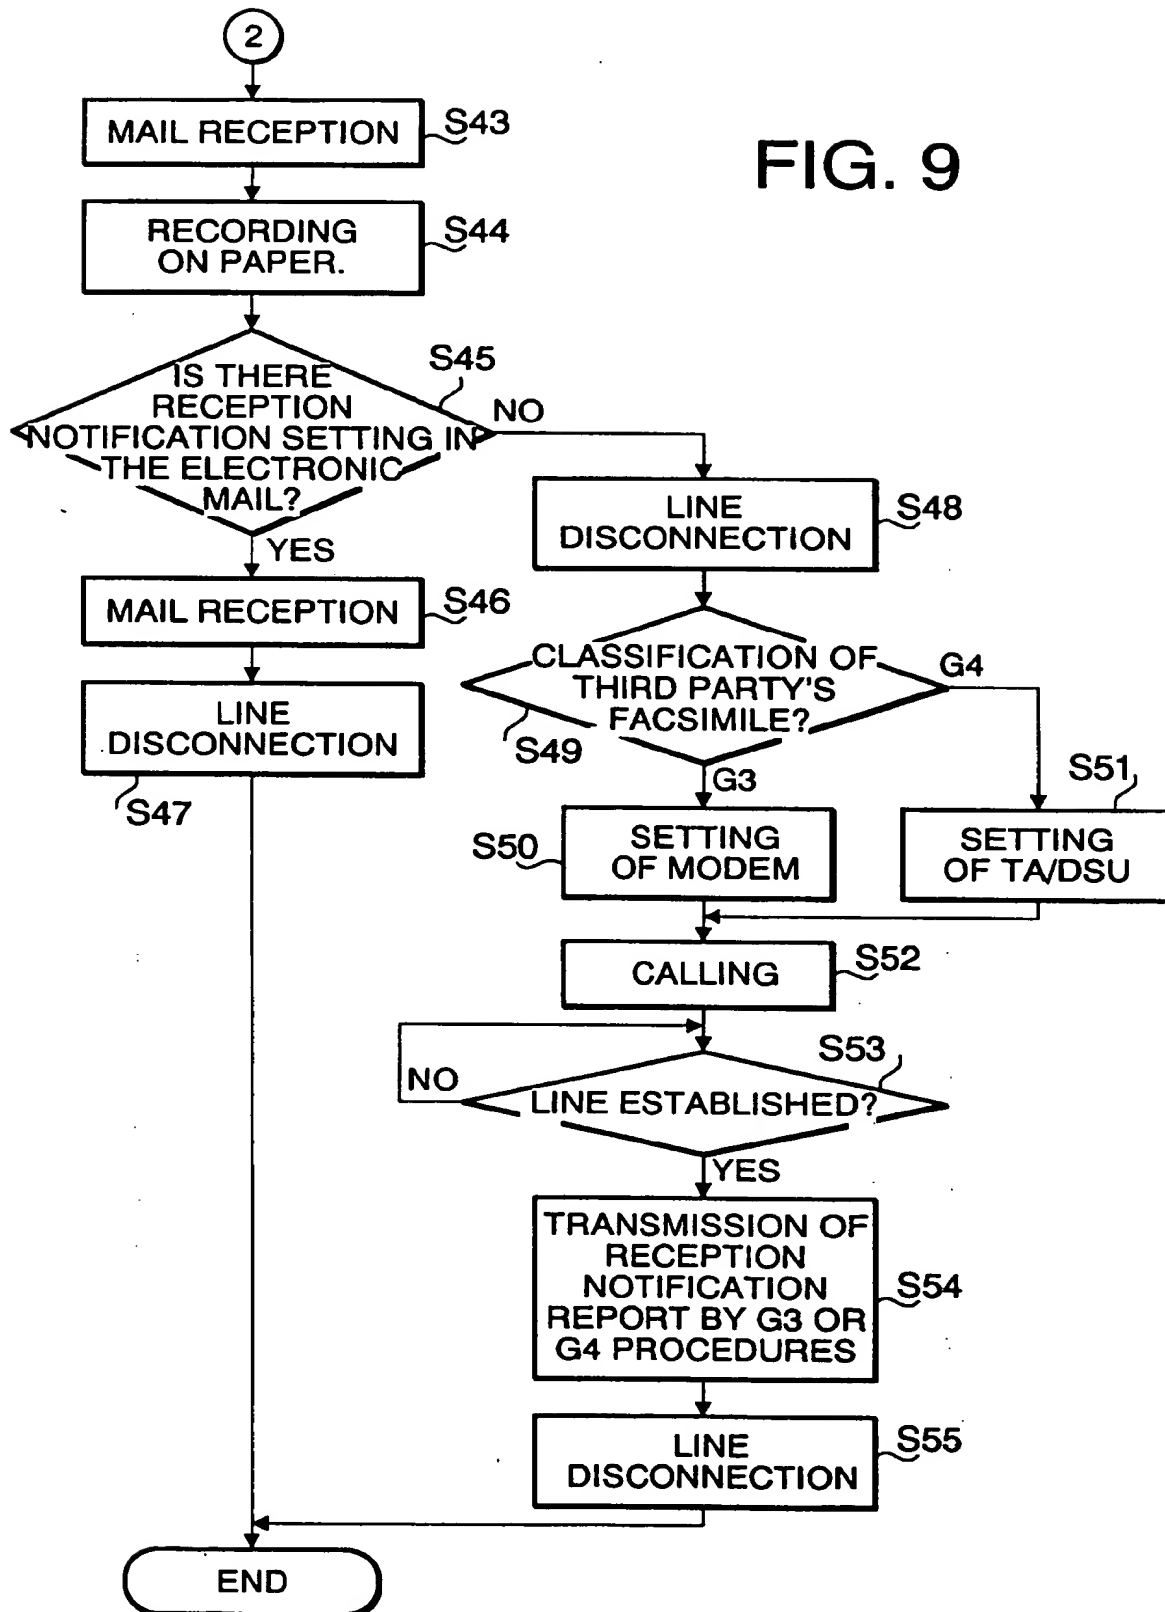 2
MAIL RECEPTION
S43
FIG. 9
RECORDING
ON PAPER.
S44
IS THERE
RECEPTION
NOTIFICATION SETTING IN
THE ELECTRONIC
MAIL?
S45
NO
YES
MAIL RECEPTION
S46
LINE
DISCONNECTION
S47
LINE
DISCONNECTION
S48
CLASSIFICATION OF
THIRD PARTY'S
FACSIMILE?
S49
G4
G3
SETTING
OF MODEM
S50
SETTING
OF TA/DSU
S51
CALLING
S52
LINE ESTABLISHED?
S53
NO
YES
TRANSMISSION OF
RECEPTION
NOTIFICATION
REPORT BY G3 OR
G4 PROCEDURES
S54
LINE
DISCONNECTION
S55
END